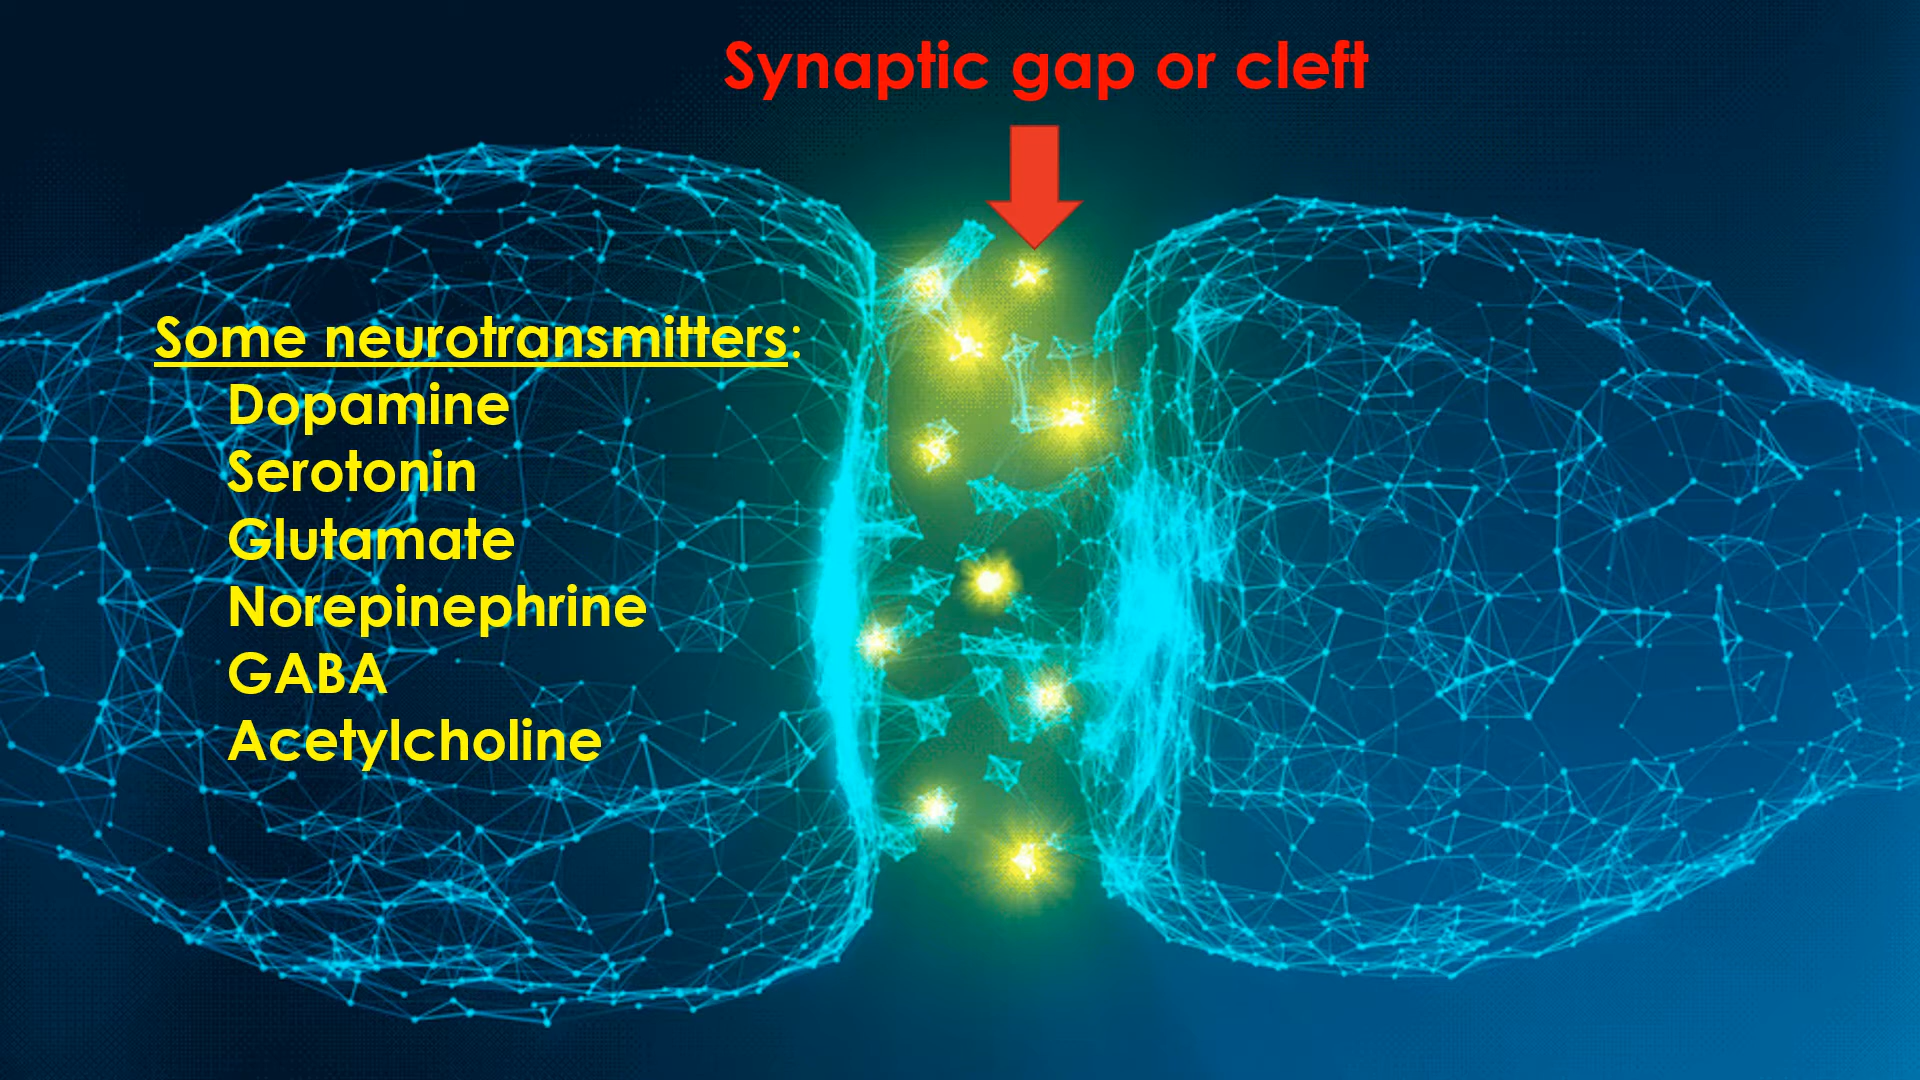 Synaptic gap or cleft
Some neurotransmitters:
Dopamine
Serotonin
Glutamate
Norepinephrine
GABA
Acetylcholine